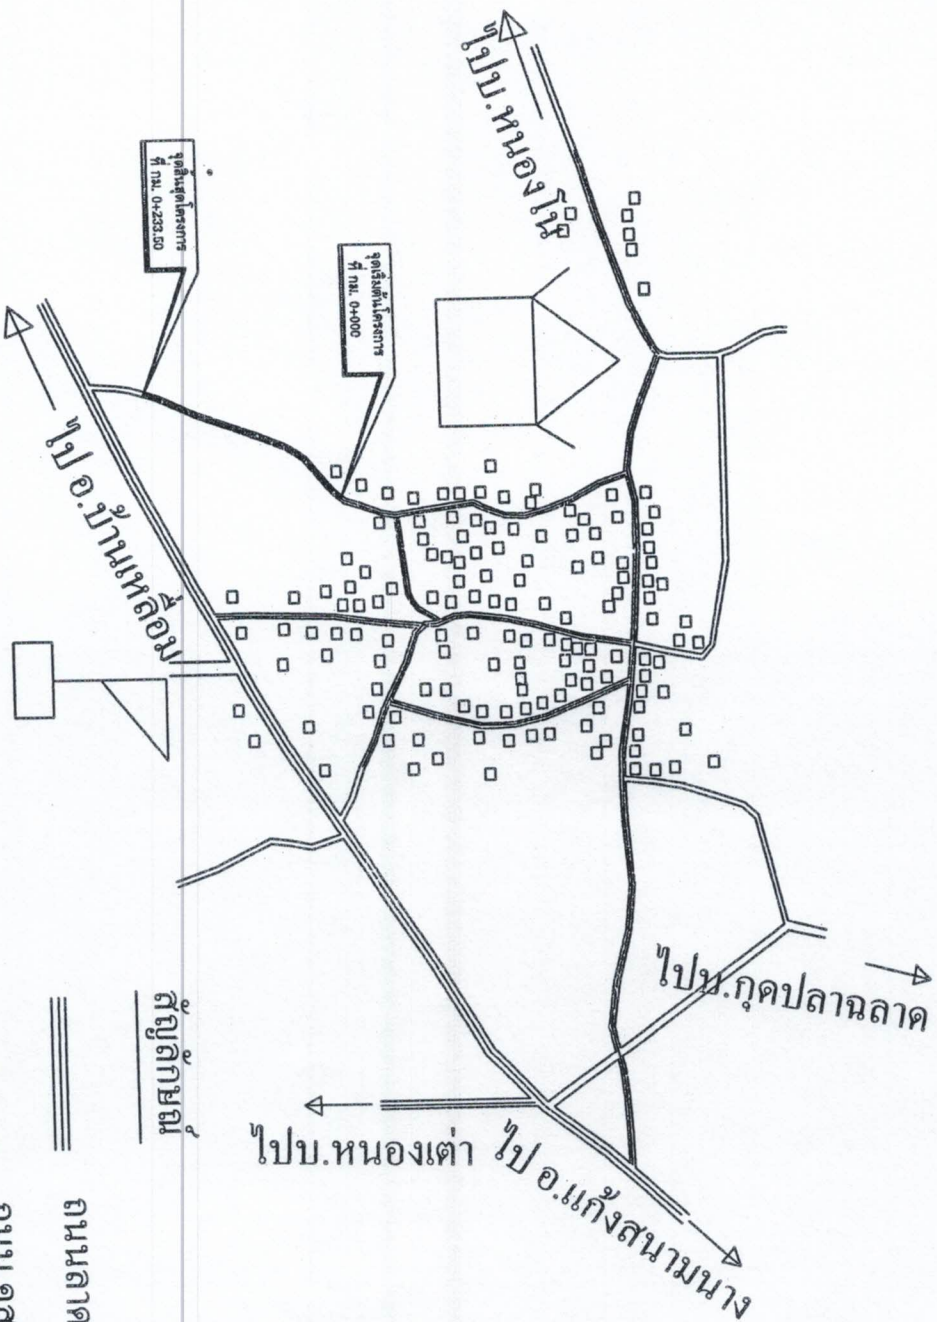 ไปบ.หนองโน
จุดสิ้นสุดโครงการ
ที่ กม. 0+233.50
จุดเริ่มต้นโครงการ
ที่ กม. 0+000
ไป อ.บ้านเหลื่อม
ไปบ.กุดปลาฉลาด
ไปบ.หนองเต่า
ไป อ.แก้งสนามนาง
สัญลักษณ์